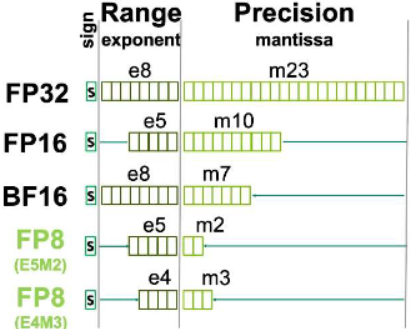 Range Precision
sign exponent mantissa
e8 m23
FP32 S
e5 m10
FP16 S
e8 m7
BF16 S
e5 m2
FP8 S
(E5M2)
e4 m3
FP8 S
(E4M3)